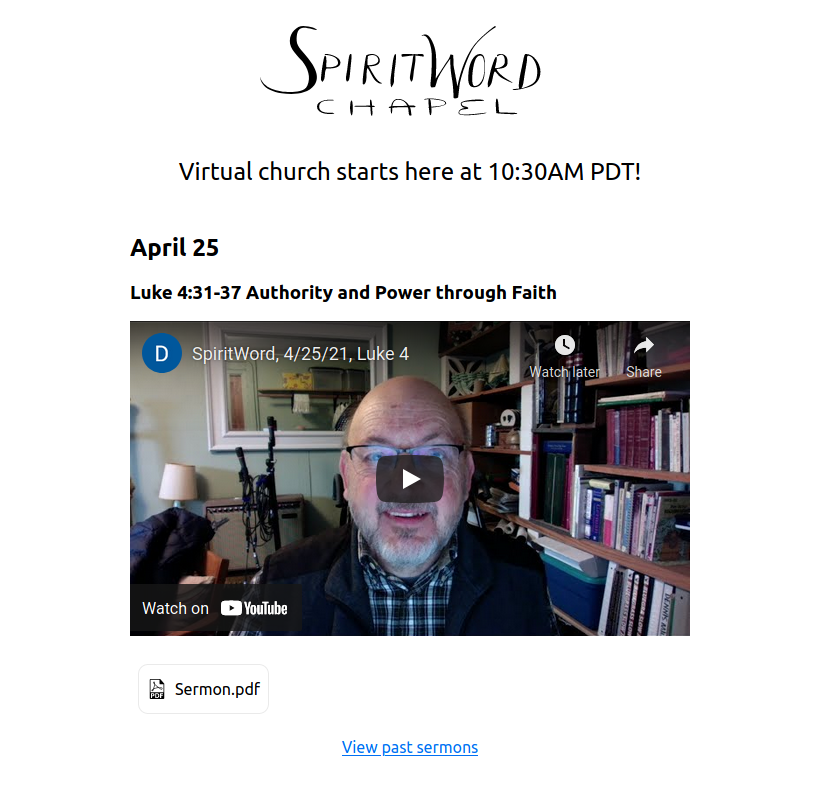 SPIRITWORD
CHAPEL
Virtual church starts here at 10:30AM PDT!
April 25
Luke 4:31-37 Authority and Power through Faith
D SpiritWord, 4/25/21, Luke 4
Watch later Share
Watch on YouTube
PDF Sermon.pdf
View past sermons